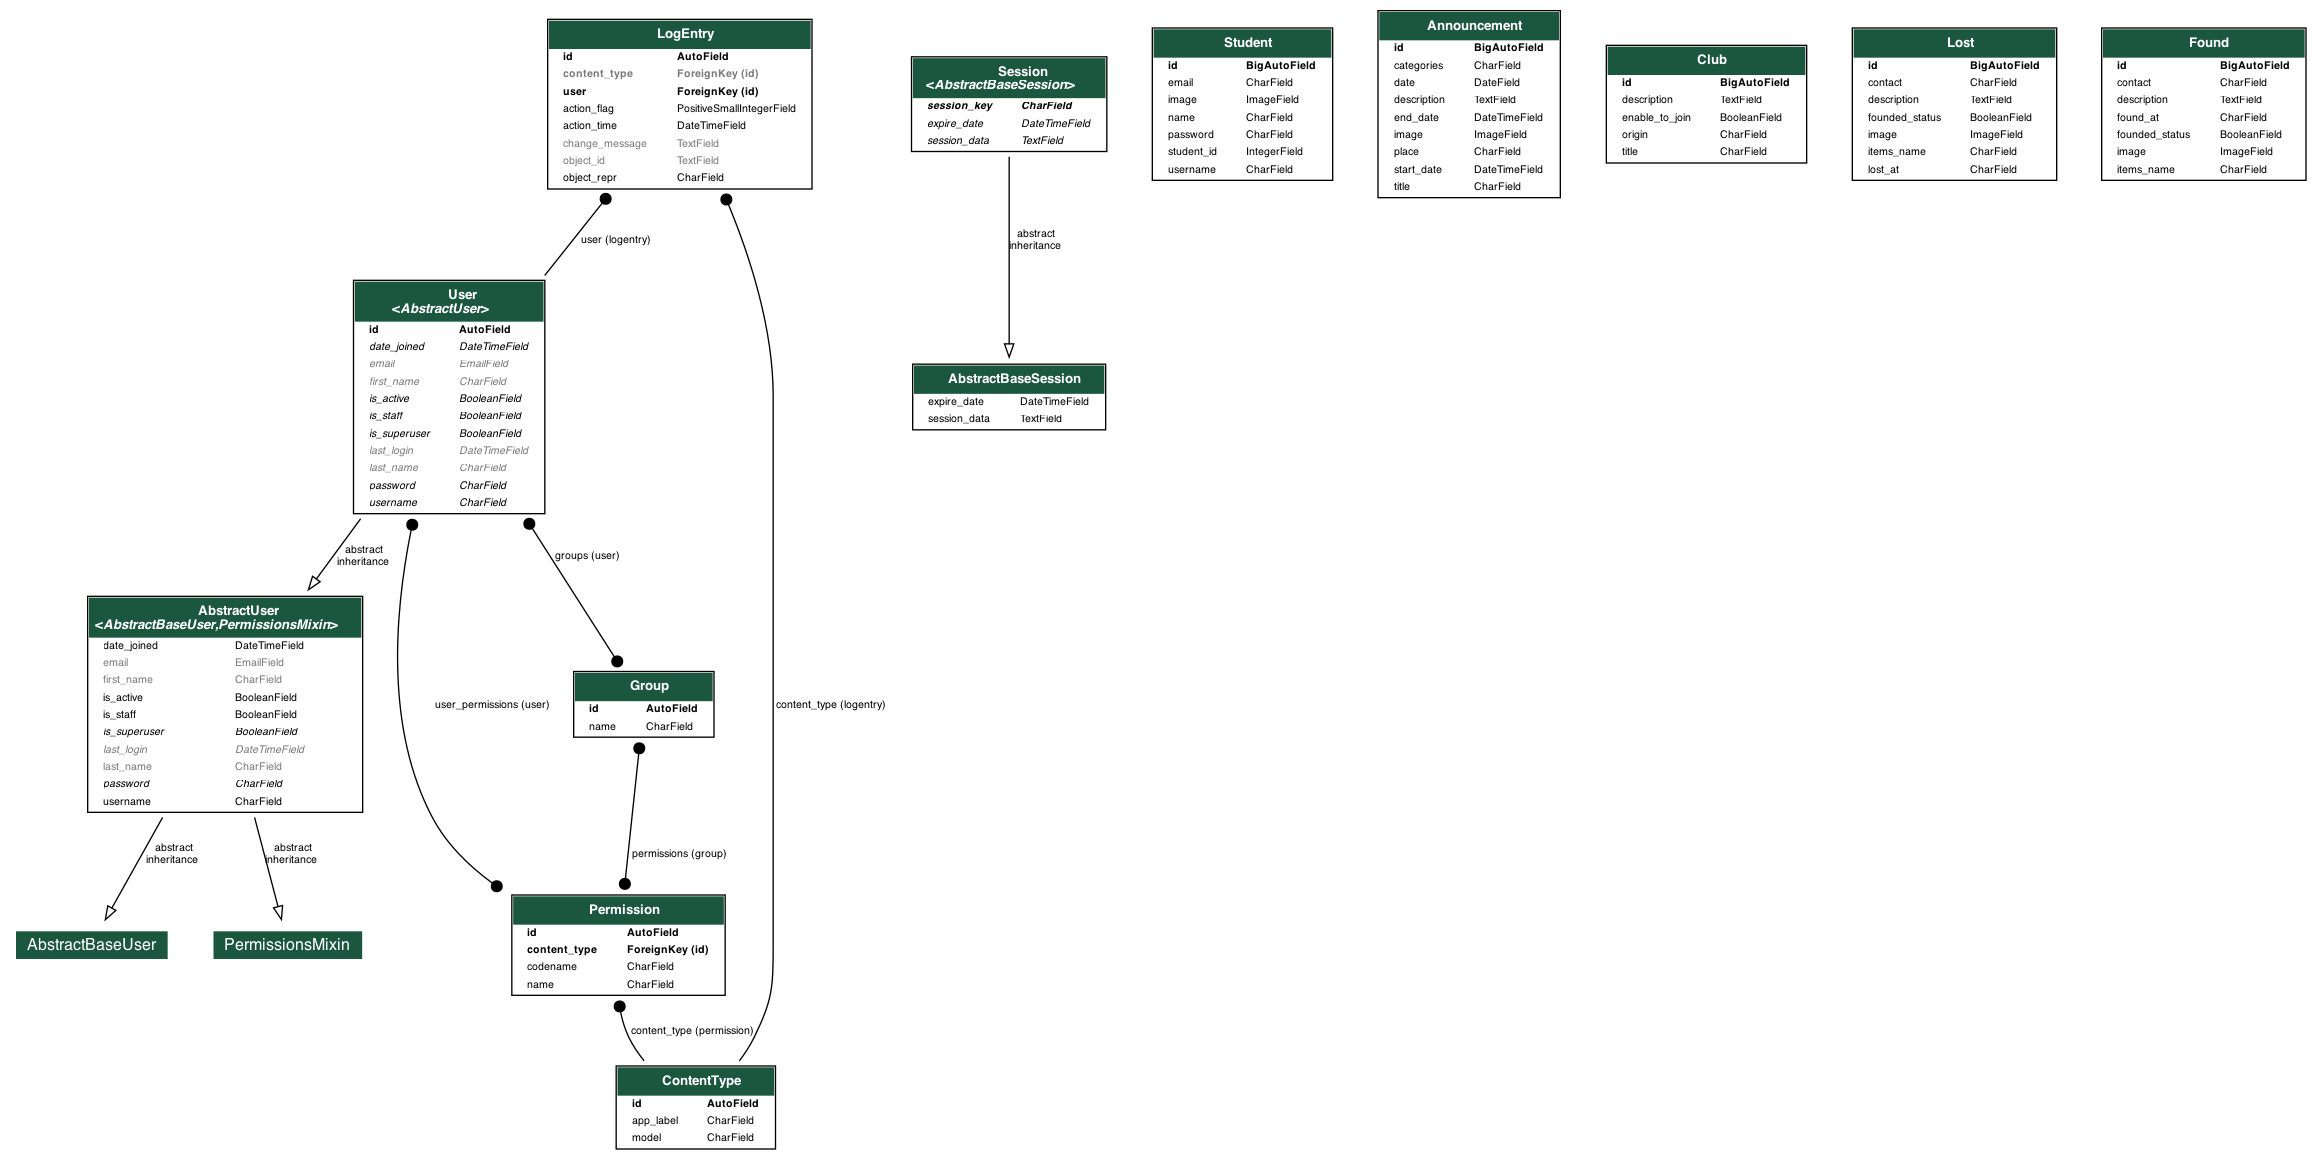 LogEntry
id AutoField
content_type ForeignKey (id)
user ForeignKey (id)
action_flag PositiveSmallIntegerField
action_time DateTimeField
change_message TextField
object_id TextField
object_repr CharField
user (logentry)
User
<AbstractUser>
id AutoField
date_joined DateTimeField
email EmailField
first_name CharField
is_active BooleanField
is_staff BooleanField
is_superuser BooleanField
last_login DateTimeField
last_name CharField
password CharField
username CharField
abstract
inheritance
groups (user)
AbstractUser
<AbstractBaseUser,PermissionsMixin>
date_joined DateTimeField
email EmailField
first_name CharField
is_active BooleanField
is_staff BooleanField
is_superuser BooleanField
last_login DateTimeField
last_name CharField
password CharField
username CharField
user_permissions (user)
Group
id AutoField
name CharField
content_type (logentry)
abstract
inheritance
abstract
inheritance
permissions (group)
AbstractBaseUser
PermissionsMixin
Permission
id AutoField
content_type ForeignKey (id)
codename CharField
name CharField
content_type (permission)
ContentType
id AutoField
app_label CharField
model CharField
Session
<AbstractBaseSession>
session_key CharField
expire_date DateTimeField
session_data TextField
abstract
inheritance
AbstractBaseSession
expire_date DateTimeField
session_data TextField
Student
id BigAutoField
email CharField
image ImageField
name CharField
password CharField
student_id IntegerField
username CharField
Announcement
id BigAutoField
categories CharField
date DateField
description TextField
end_date DateTimeField
image ImageField
place CharField
start_date DateTimeField
title CharField
Club
id BigAutoField
description TextField
enable_to_join BooleanField
origin CharField
title CharField
Lost
id BigAutoField
contact CharField
description TextField
founded_status BooleanField
image ImageField
items_name CharField
lost_at CharField
Found
id BigAutoField
contact CharField
description TextField
found_at CharField
founded_status BooleanField
image ImageField
items_name CharField